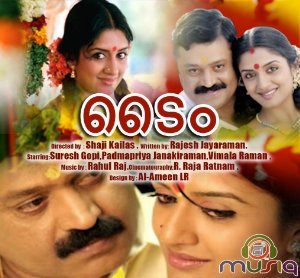 ടൈം
Directed by . Shaji Kailas . Written by: Rajesh Jayaraman.
Starring:Suresh Gopi,Padmapriya Janakiraman,Vimala Raman .
Music by : Rahul Raj.Cinematography,R. Raja Ratnam .
Design by : Al-Ameen LR
musiq